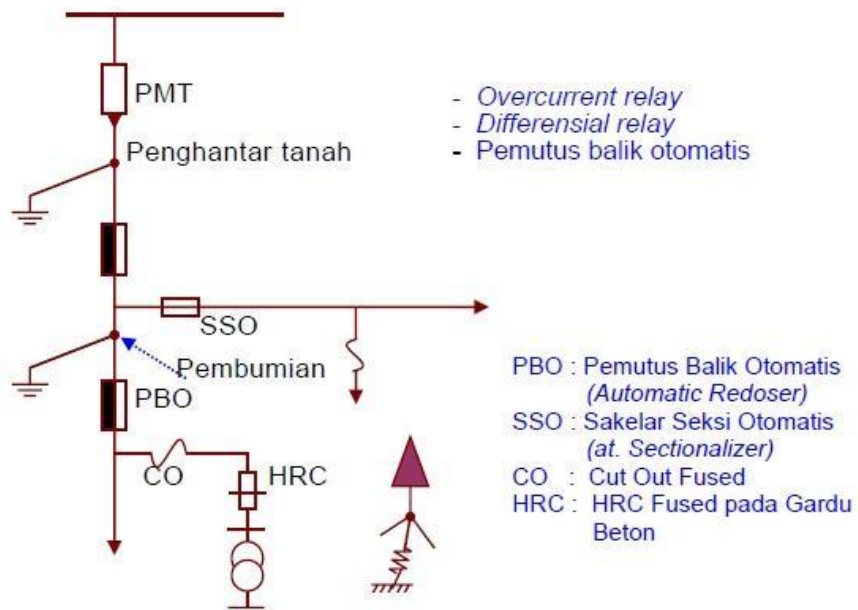 PMT
Penghantar tanah
- Overcurrent relay
- Differensial relay
- Pemutus balik otomatis
SSO
Pembumian
PBO
CO
HRC
PBO : Pemutus Balik Otomatis
(Automatic Redoser)
SSO : Sakelar Seksi Otomatis
(at. Sectionalizer)
CO : Cut Out Fused
HRC : HRC Fused pada Gardu
Beton